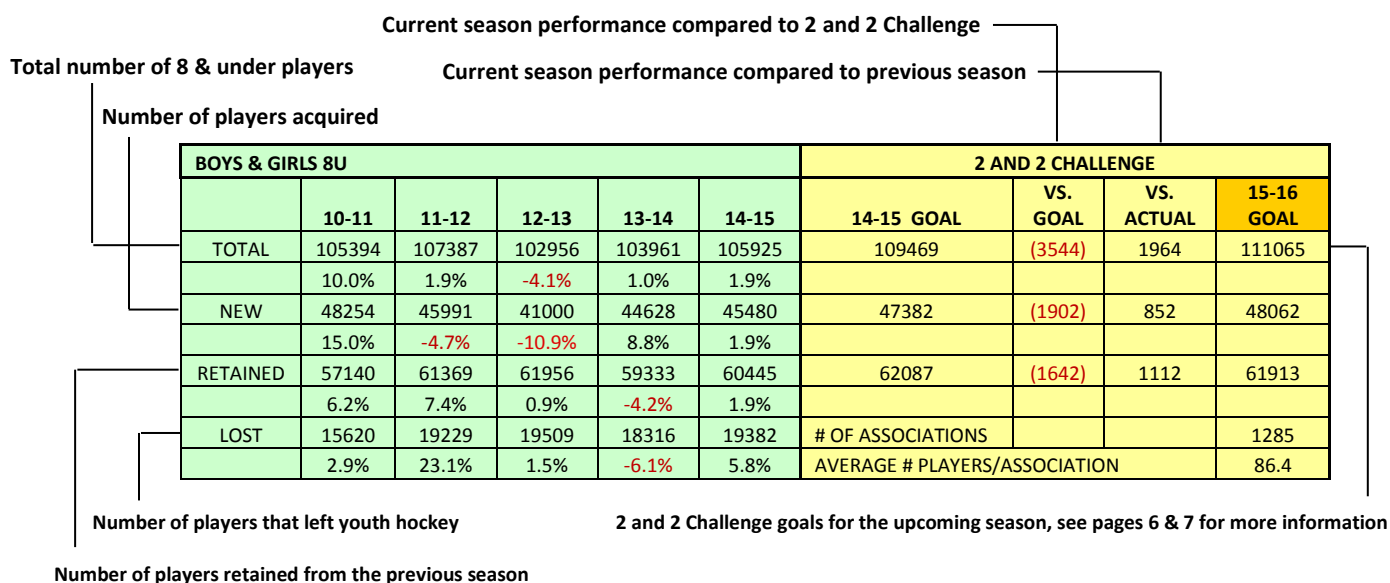 Current season performance compared to 2 and 2 Challenge
Total number of 8 & under players
Current season performance compared to previous season
Number of players acquired
BOYS & GIRLS 8U 2 AND 2 CHALLENGE
10-11 11-12 12-13 13-14 14-15 14-15 GOAL VS. GOAL VS. ACTUAL 15-16 GOAL
TOTAL 105394 107387 102956 103961 105925 109469 (3544) 1964 111065
10.0% 1.9% -4.1% 1.0% 1.9%
NEW 48254 45991 41000 44628 45480 47382 (1902) 852 48062
15.0% -4.7% -10.9% 8.8% 1.9%
RETAINED 57140 61369 61956 59333 60445 62087 (1642) 1112 61913
6.2% 7.4% 0.9% -4.2% 1.9%
LOST 15620 19229 19509 18316 19382 # OF ASSOCIATIONS 1285
2.9% 23.1% 1.5% -6.1% 5.8% AVERAGE # PLAYERS/ASSOCIATION 86.4
Number of players that left youth hockey
2 and 2 Challenge goals for the upcoming season, see pages 6 & 7 for more information
Number of players retained from the previous season